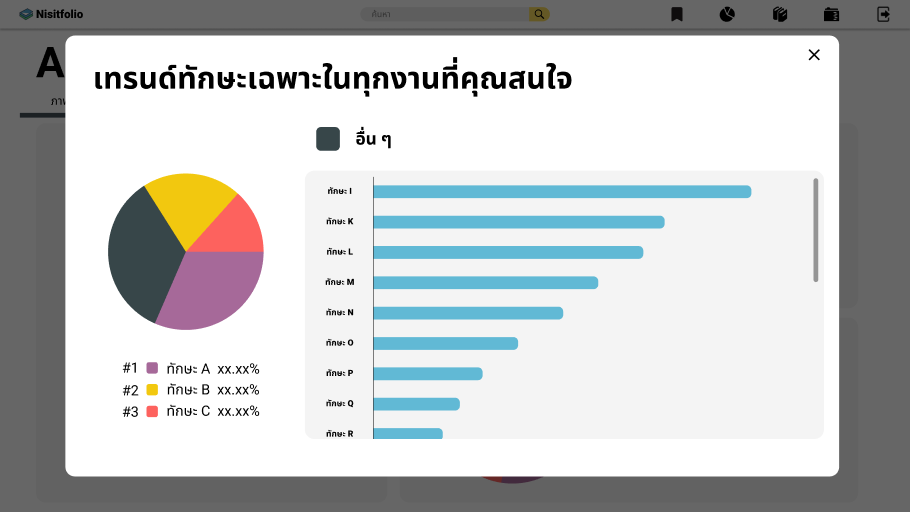 Nisitfolio
ค้นหา
เทรนด์ทักษะเฉพาะในทุกงานที่คุณสนใจ
อื่น ๆ
ทักษะ I
ทักษะ K
ทักษะ L
ทักษะ M
ทักษะ N
ทักษะ O
ทักษะ P
ทักษะ Q
ทักษะ R
#1 ทักษะ A xx.xx%
#2 ทักษะ B xx.xx%
#3 ทักษะ C xx.xx%